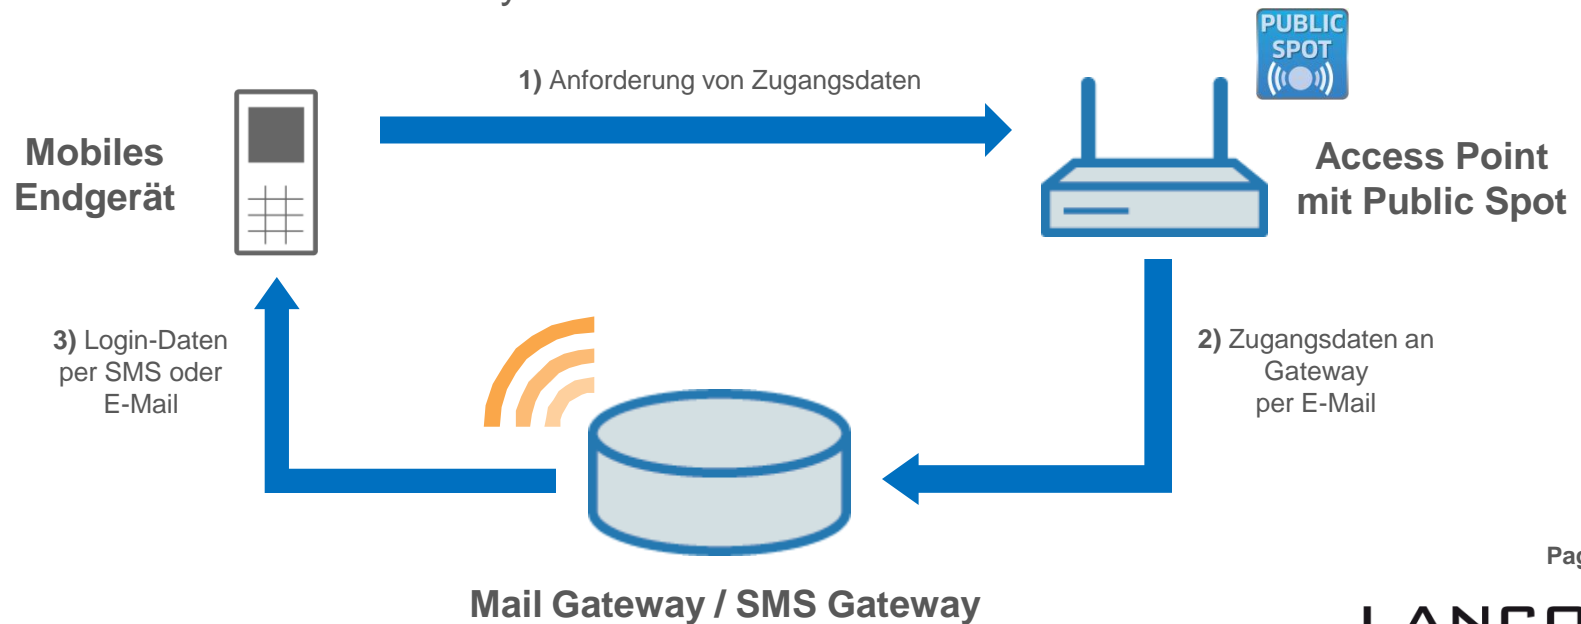 PUBLIC
SPOT
1) Anforderung von Zugangsdaten
Mobiles
Endgerät
Access Point
mit Public Spot
3) Login-Daten
per SMS oder
E-Mail
2) Zugangsdaten an
Gateway
per E-Mail
Mail Gateway / SMS Gateway